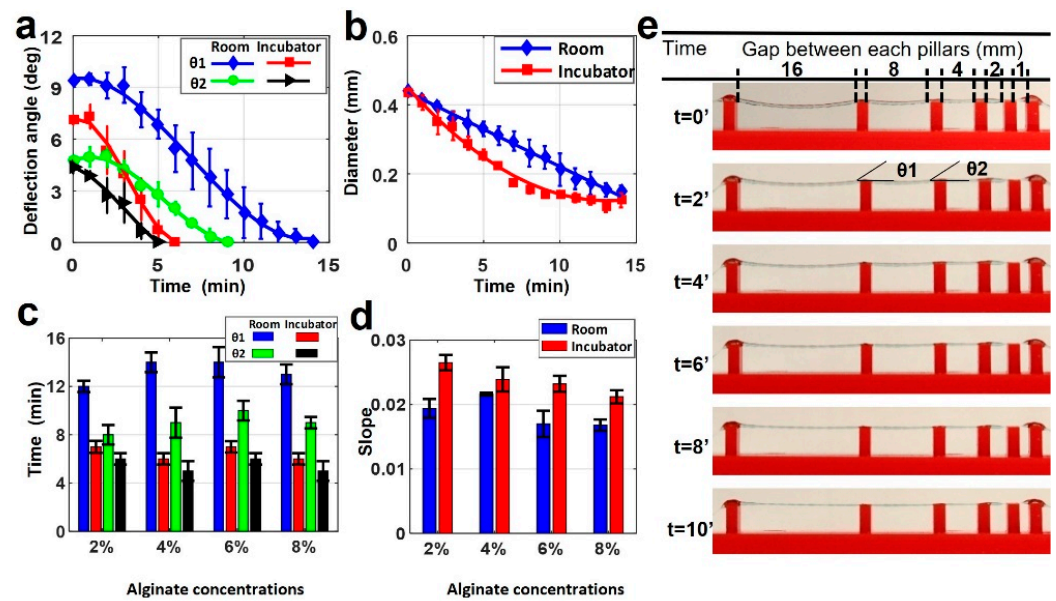 a
Deflection angle (deg)
12
9
6
3
0
0 5 10 15
Time (min)
Room Incubator
θ1
θ2
b
Diameter (mm)
0.6
0.4
0.2
0
0 5 10 15
Time (min)
Room
Incubator
c
Time (min)
16
12
8
4
0
2% 4% 6% 8%
Alginate concentrations
Room Incubator
θ1
θ2
d
Slope
0.03
0.02
0.01
0
2% 4% 6% 8%
Alginate concentrations
Room
Incubator
e
Time Gap between each pillars (mm)
16 8 4 2 1
t=0'
t=2'
θ1 θ2
t=4'
t=6'
t=8'
t=10'